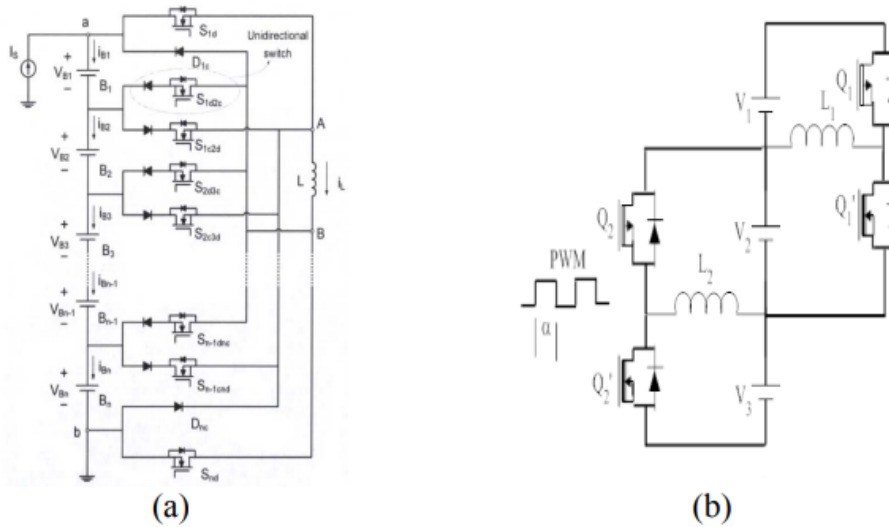 a
S1d
Unidirectional
switch
IS
+
VB1
−
iB1
B1
D1c
S1d2c
iB2
+
VB2
−
B2
S1c2d
A
S2d3c
L
iL
iB3
S2c3d
B
+
VB3
−
B3
iBn-1
+
VBn-1
−
Bn-1
Sn-1dnc
iBn
+
VBn
−
Bn
Sn-1cnd
Dnc
b
Snd
(a)
Q1
V1
L1
Q2
Q1'
V2
PWM
L2
α
Q2'
V3
(b)